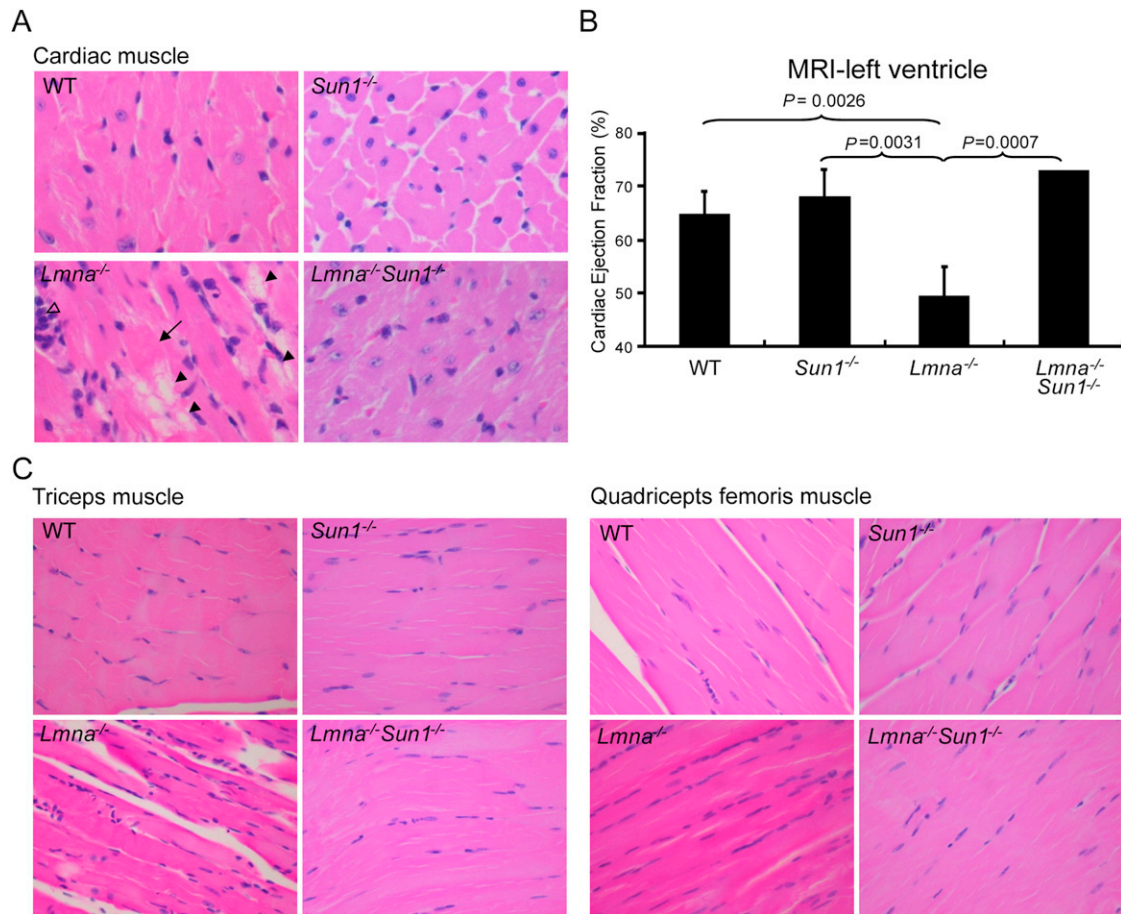 A
Cardiac muscle
WT
Sun1-/-
Lmna-/-
Lmna-/-Sun1-/-
B
MRI-left ventricle
P = 0.0026
P=0.0031
P=0.0007
Cardiac Ejection Fraction (%)
80
70
60
50
40
WT
Sun1-/-
Lmna-/-
Lmna-/-
Sun1-/-
C
Triceps muscle
WT
Sun1-/-
Lmna-/-
Lmna-/-Sun1-/-
Quadricepts femoris muscle
WT
Sun1-/-
Lmna-/-
Lmna-/-Sun1-/-